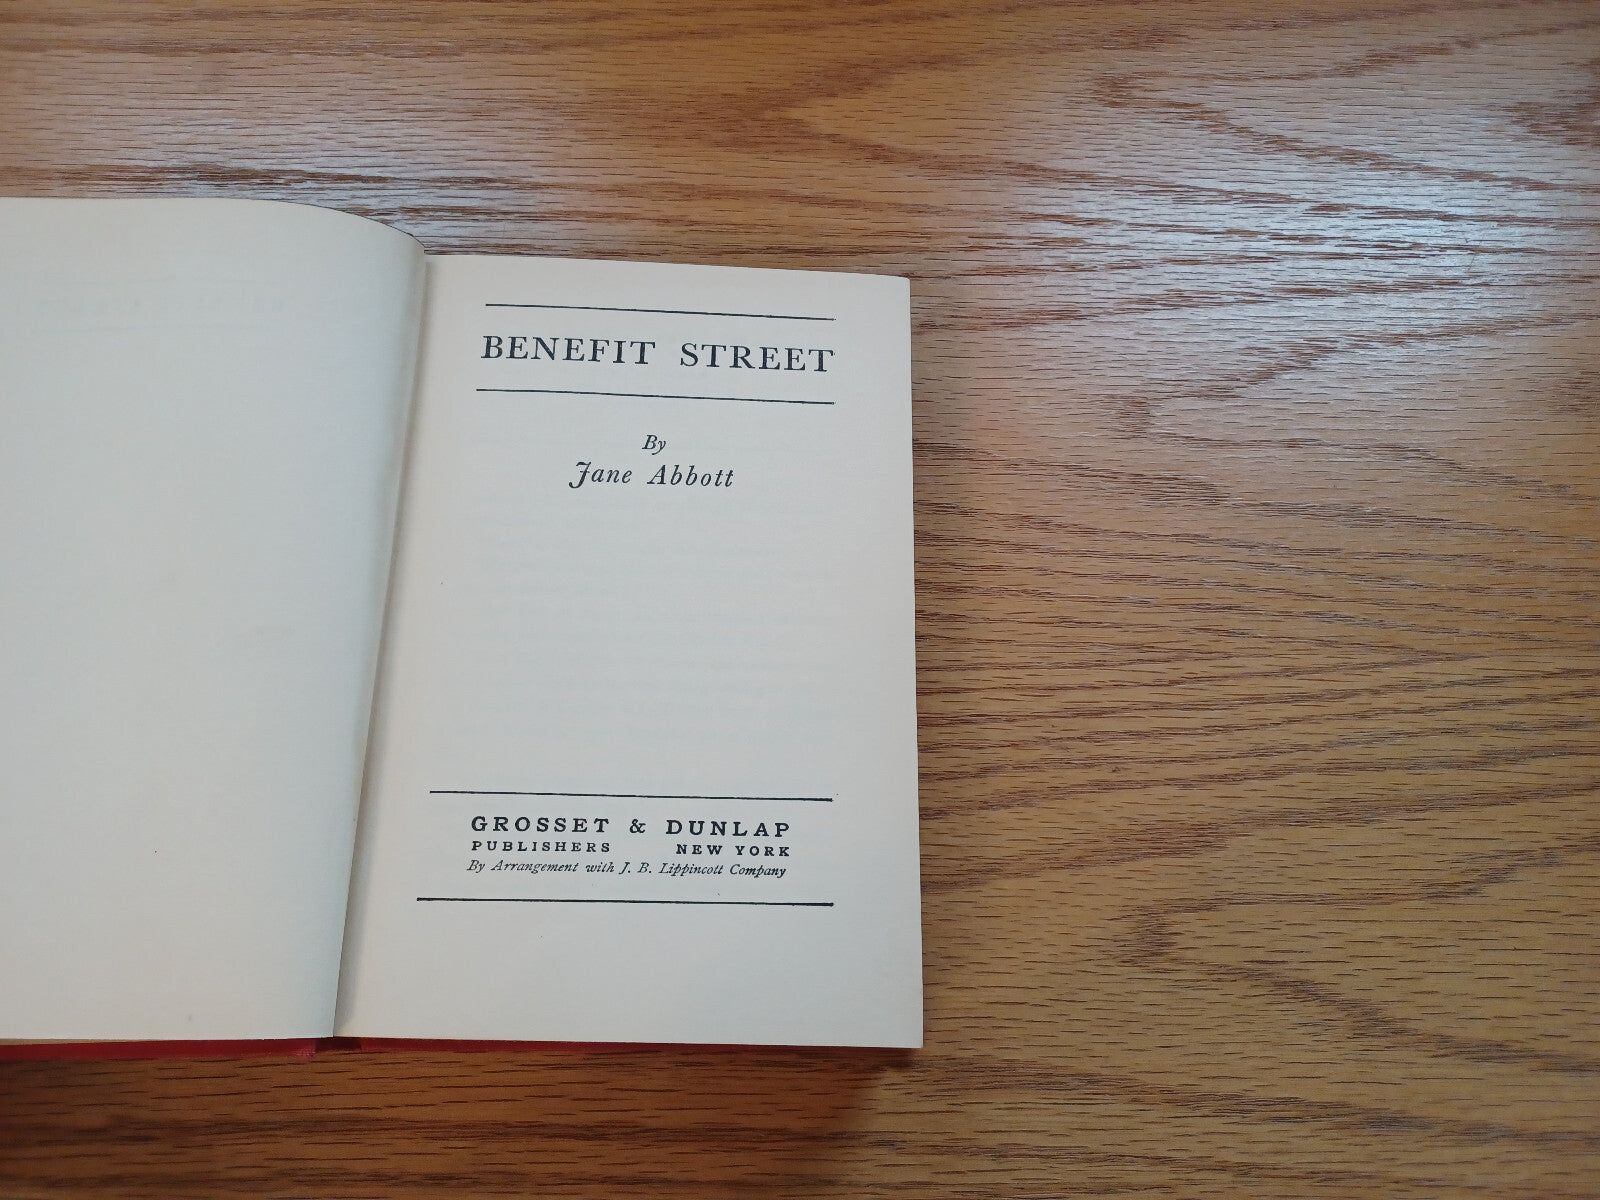 BENEFIT STREET
By
Jane Abbott
GROSSET & DUNLAP
PUBLISHERS NEW YORK
By Arrangement with J. B. Lippincott Company